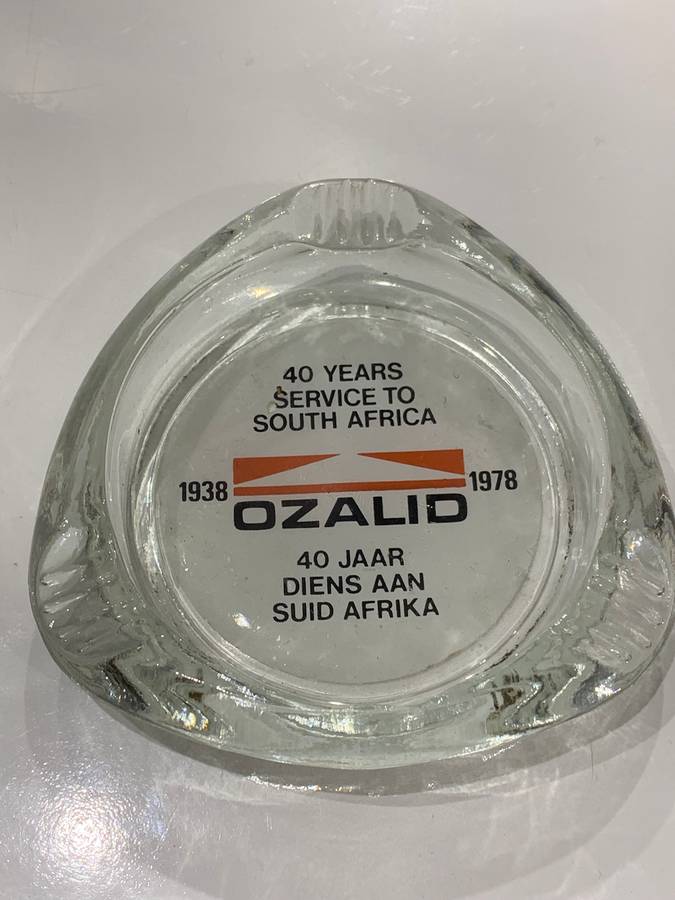 40 YEARS
SERVICE TO
SOUTH AFRICA
1938 1978
OZALID
40 JAAR
DIENS AAN
SUID AFRIKA